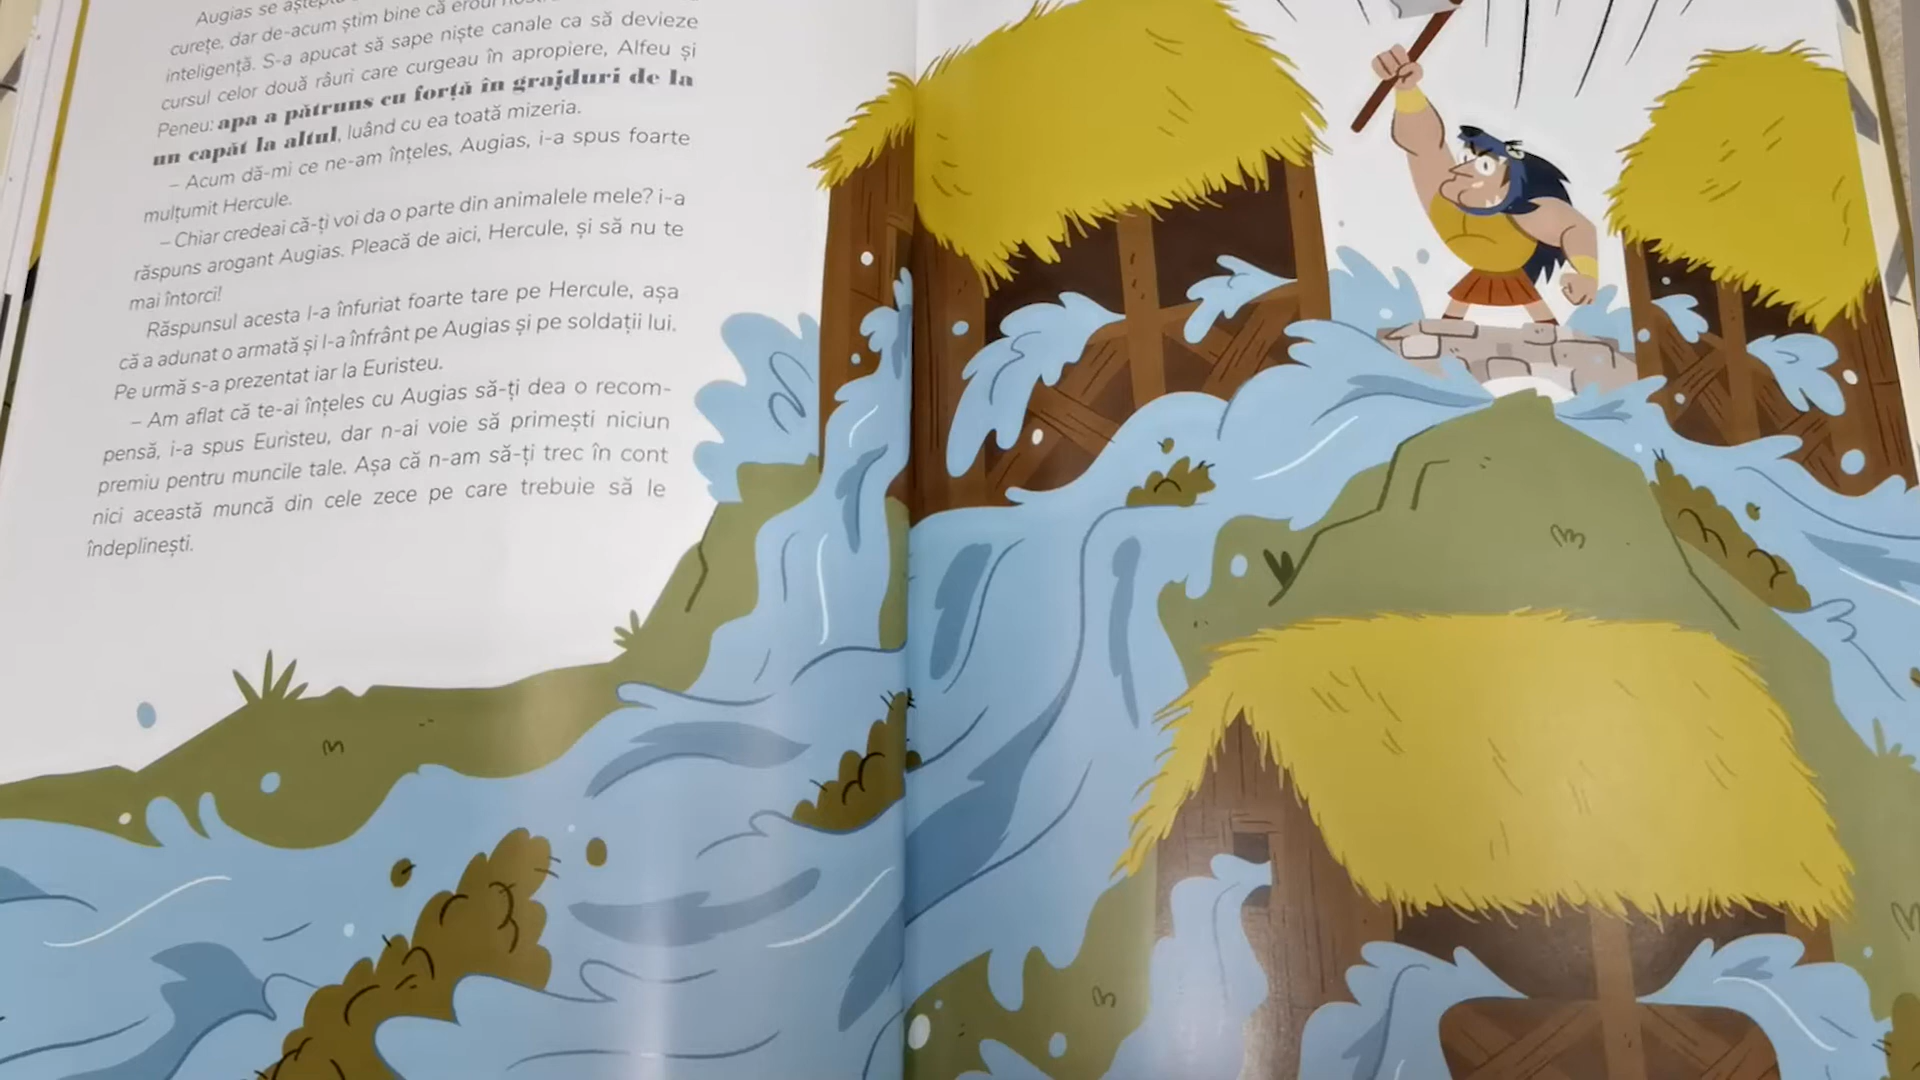 Augias se aștepta
curețe, dar de-acum știm bine că eroul
inteligență. S-a apucat să sape niște canale ca să devieze
cursul celor două râuri care curgeau în apropiere, Alfeu și
Peneu: apa a pătruns cu forță în grajduri de la
un capăt la altul, luând cu ea toată mizeria.
– Acum dă-mi ce ne-am înțeles, Augias, i-a spus foarte
mulțumit Hercule.
– Chiar credeai că-ți voi da o parte din animalele mele? i-a
răspuns arogant Augias. Pleacă de aici, Hercule, și să nu te
mai întorci!
Răspunsul acesta l-a înfuriat foarte tare pe Hercule, așa
că a adunat o armată și l-a înfrânt pe Augias și pe soldații lui.
Pe urmă s-a prezentat iar la Euristeu.
– Am aflat că te-ai înțeles cu Augias să-ți dea o recom-
pensă, i-a spus Euristeu, dar n-ai voie să primești niciun
premiu pentru muncile tale. Așa că n-am să-ți trec în cont
nici această muncă din cele zece pe care trebuie să le
îndeplinești.